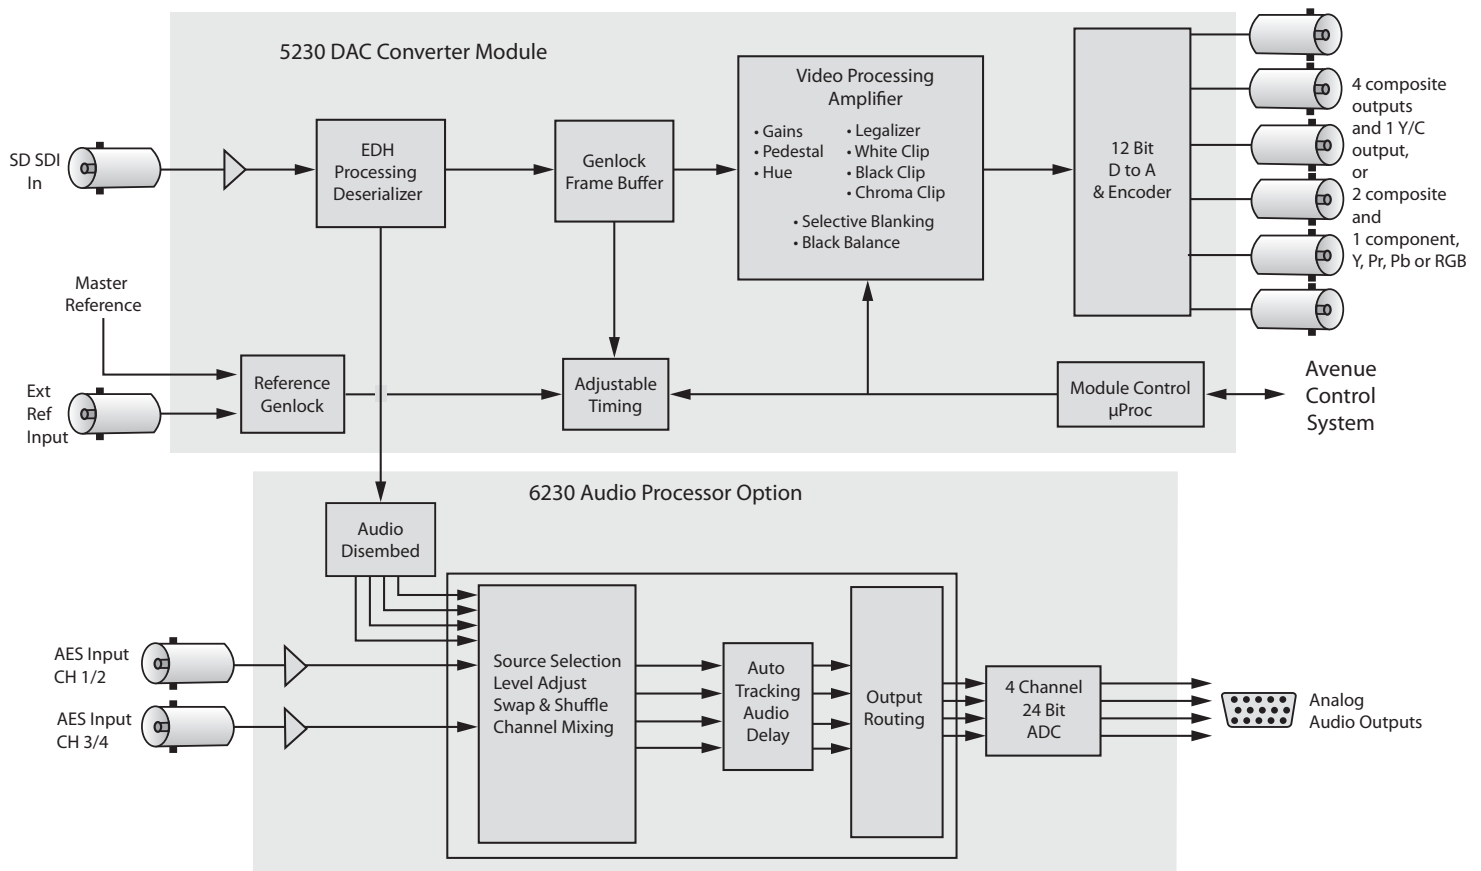 5230 DAC Converter Module
SD SDI
In
EDH
Processing
Deserializer
Genlock
Frame Buffer
Video Processing
Amplifier
• Gains
• Pedestal
• Hue
• Legalizer
• White Clip
• Black Clip
• Chroma Clip
• Selective Blanking
• Black Balance
12 Bit
D to A
& Encoder
4 composite
outputs
and 1 Y/C
output,
or
2 composite
and
1 component,
Y, Pr, Pb or RGB
Master
Reference
Ext
Ref
Input
Reference
Genlock
Adjustable
Timing
Module Control
µProc
Avenue
Control
System
6230 Audio Processor Option
Audio
Disembed
AES Input
CH 1/2
AES Input
CH 3/4
Source Selection
Level Adjust
Swap & Shuffle
Channel Mixing
Auto
Tracking
Audio
Delay
Output
Routing
4 Channel
24 Bit
ADC
Analog
Audio Outputs